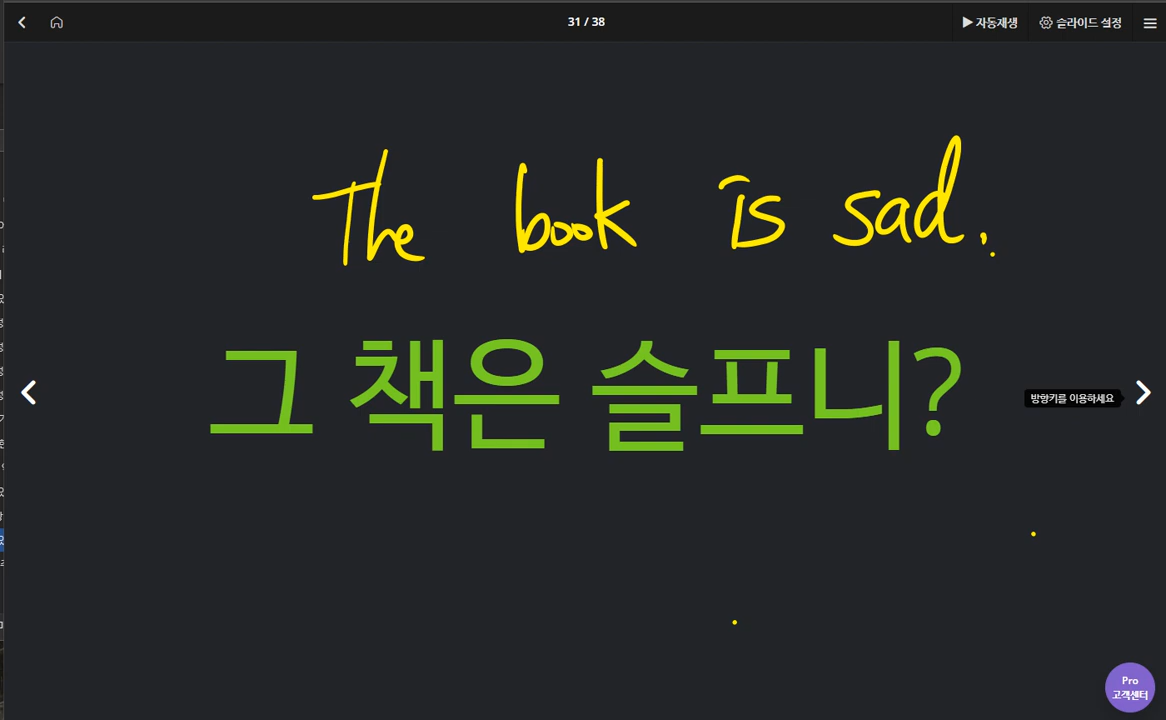 31 / 38
▶ 자동재생
슬라이드 설정
The book is sad.
그 책은 슬프니?
방향키를 이용하세요
Pro
고객센터